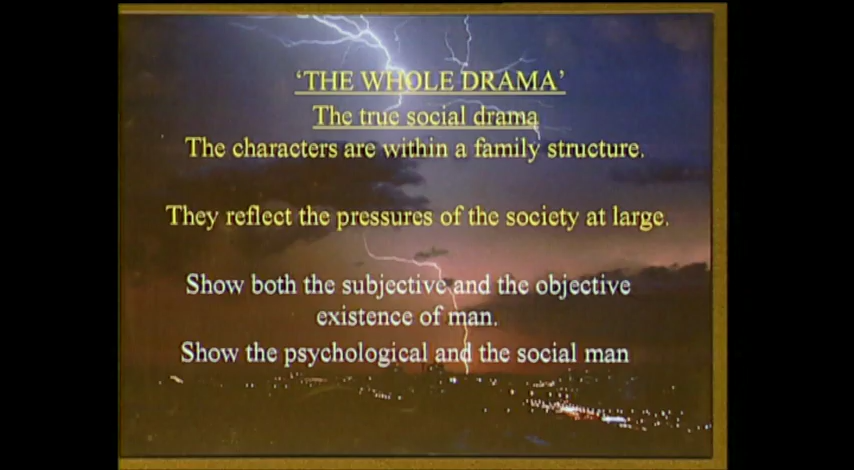 ‘THE WHOLE DRAMA’
The true social drama
The characters are within a family structure.
They reflect the pressures of the society at large.
Show both the subjective and the objective
existence of man.
Show the psychological and the social man